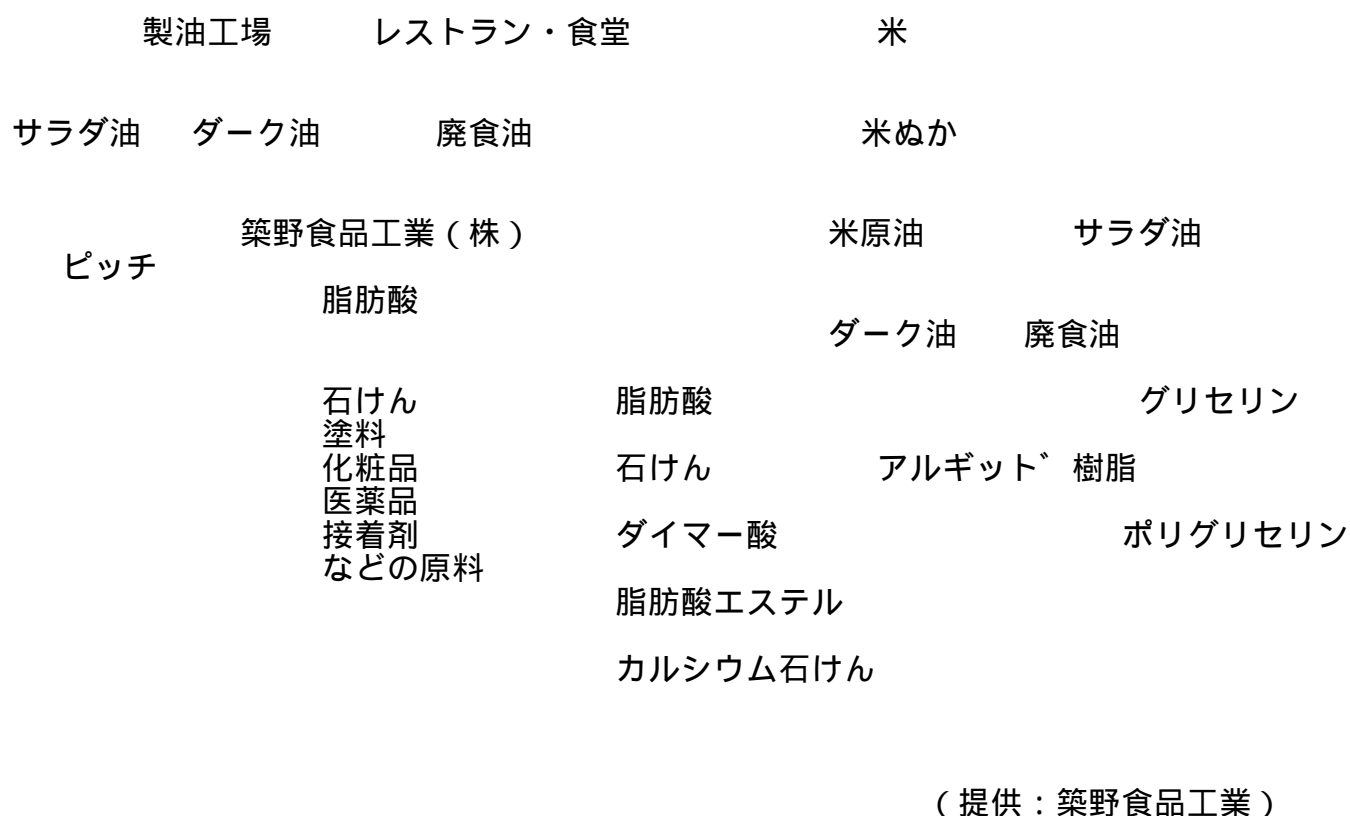 製油工場 レストラン・食堂 米
サラダ油 ダーク油 廃食油 米ぬか
築野食品工業(株) 米原油 サラダ油
ピッチ
脂肪酸
ダーク油 廃食油
石けん 脂肪酸 グリセリン
塗料
化粧品 石けん アルギット゛樹脂
医薬品
接着剤 ダイマー酸 ポリグリセリン
などの原料
脂肪酸エステル
カルシウム石けん
(提供:築野食品工業)